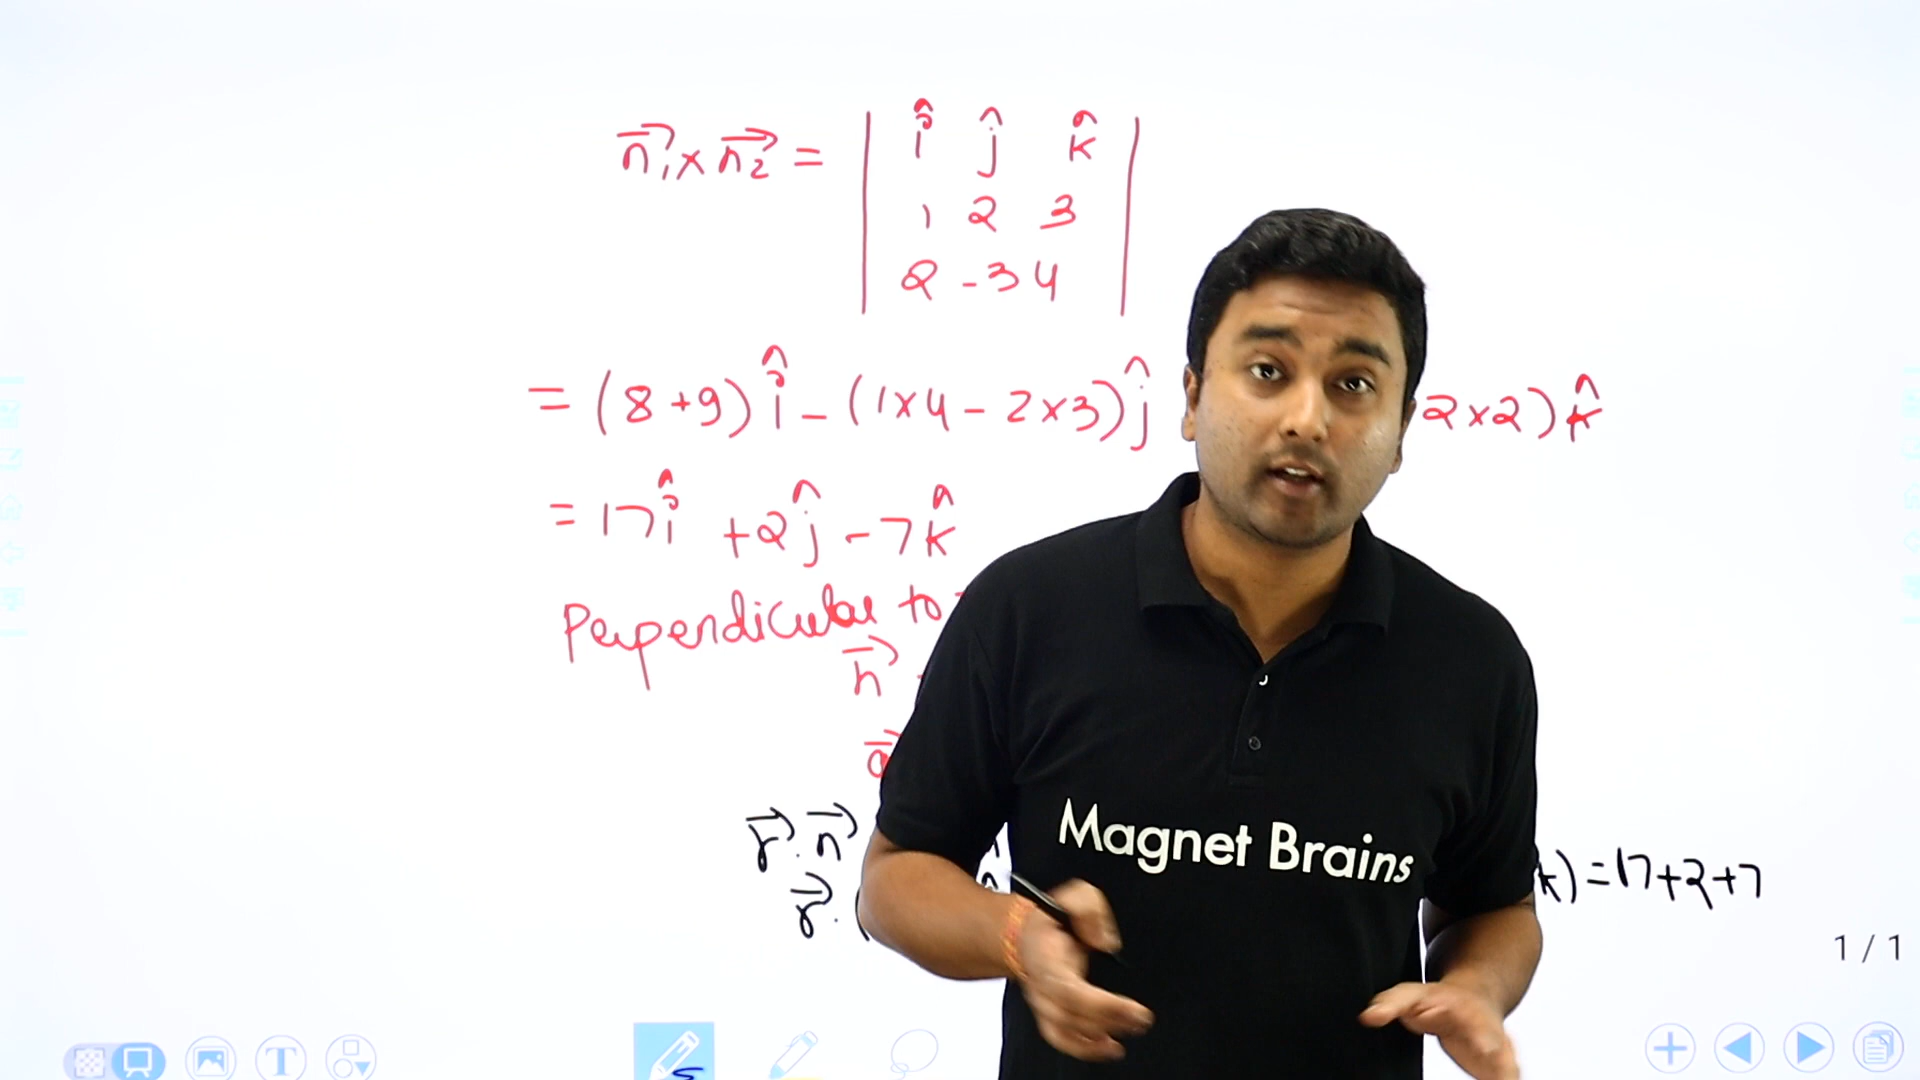 n₁ × n₂ = | î ĵ k̂ |
1 2 3
2 -3 4
= (8+9) î - (1×4 - 2×3) ĵ 2×2) k̂
= 17î + 2ĵ - 7k̂
Perpendicular to
n⃗
a⃗
r⃗ . n⃗
r⃗ . ( k) = 17+2+7
Magnet Brains
1 / 1
T